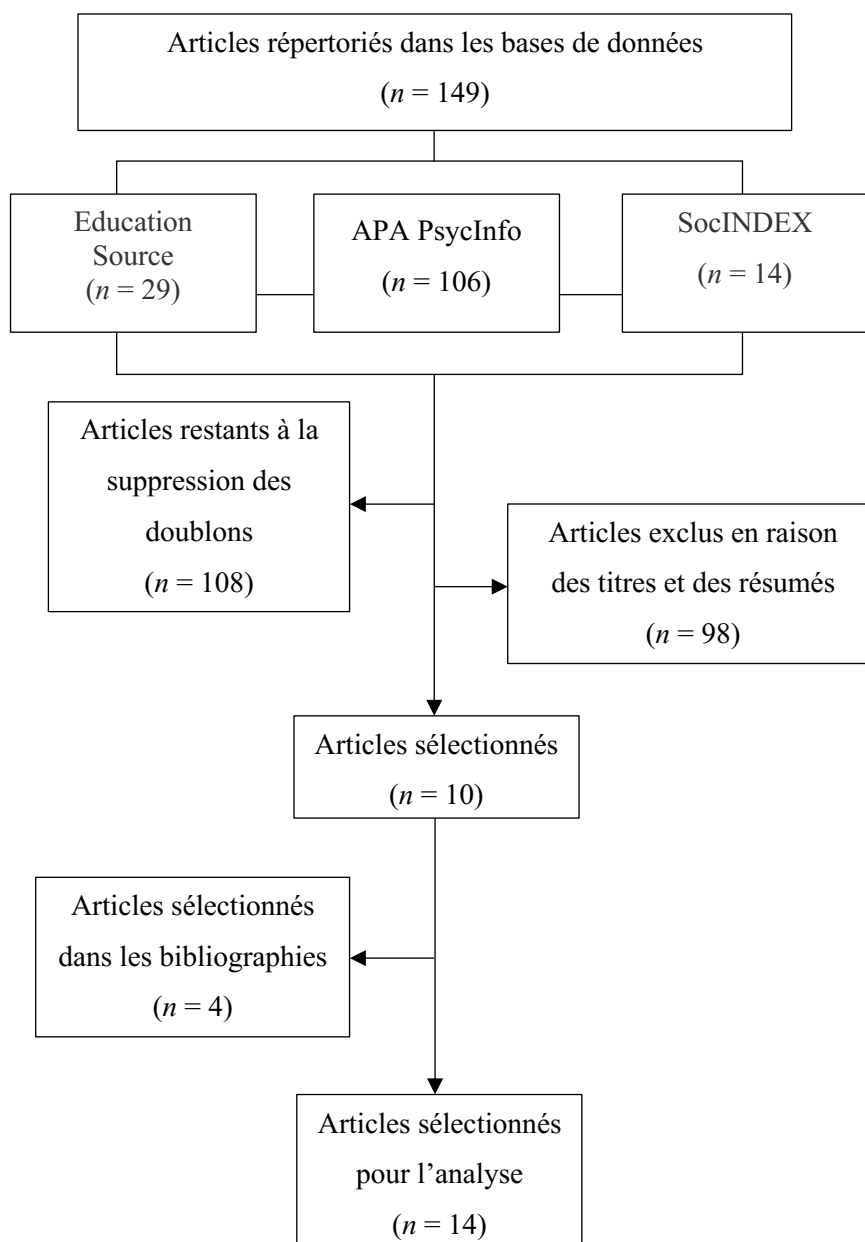 Articles répertoriés dans les bases de données
(n = 149)
Education
Source
(n = 29)
APA PsycInfo
(n = 106)
SocINDEX
(n = 14)
Articles restants à la
suppression des
doublons
(n = 108)
Articles exclus en raison
des titres et des résumés
(n = 98)
Articles sélectionnés
(n = 10)
Articles sélectionnés
dans les bibliographies
(n = 4)
Articles sélectionnés
pour l’analyse
(n = 14)